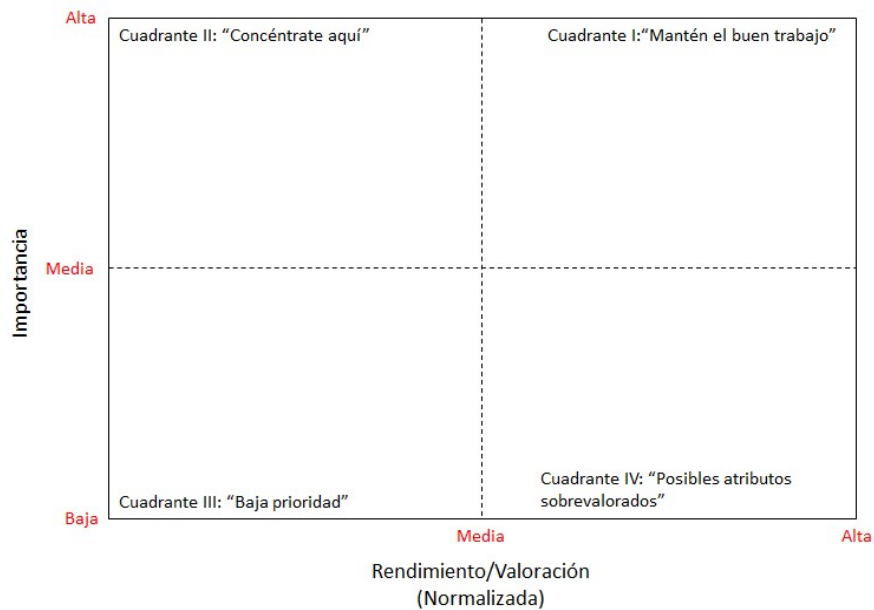 Alta
Cuadrante II: “Concéntrate aquí”
Cuadrante I:“Mantén el buen trabajo”
Importancia
Media
Cuadrante III: “Baja prioridad”
Cuadrante IV: “Posibles atributos
sobrevalorados”
Baja
Media
Alta
Rendimiento/Valoración
(Normalizada)